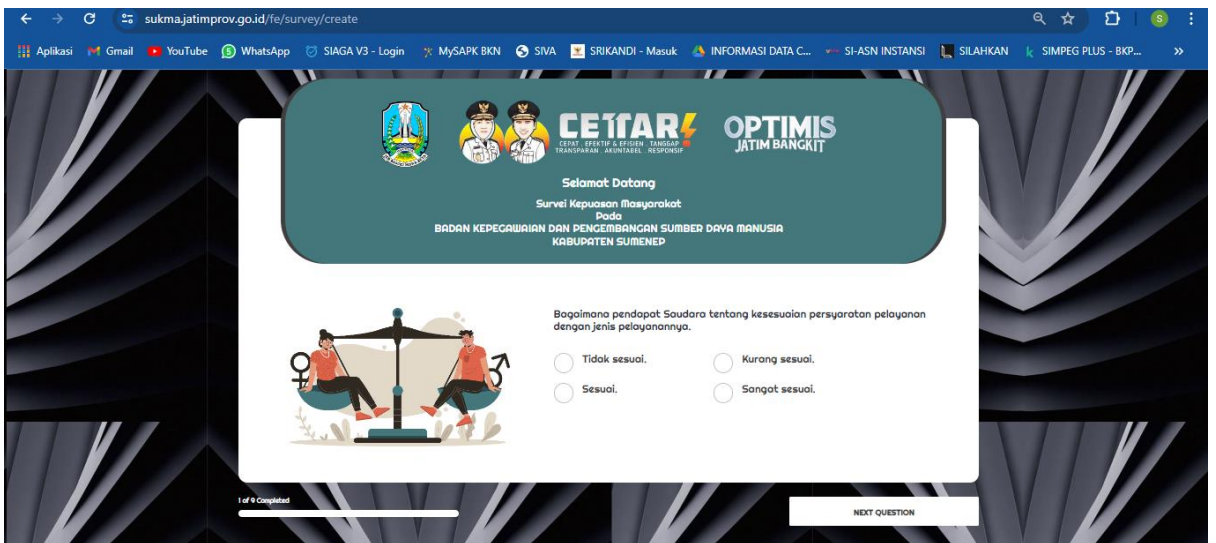 sukma.jatimprov.go.id/fe/survey/create
S
Aplikasi Gmail YouTube WhatsApp SIAGA V3 - Login MySAPK BKN SIVA SRIKANDI - Masuk INFORMASI DATA C... SI-ASN INSTANSI SILAHKAN SIMPEG PLUS - BKP... »
CETTAR
CEPAT . EFEKTIF & EFISIEN . TANGGAP
TRANSPARAN . AKUNTABEL . RESPONSIF
OPTIMIS
JATIM BANGKIT
Selamat Datang
Survei Kepuasan Masyarakat
Pada
BADAN KEPEGAWAIAN DAN PENGEMBANGAN SUMBER DAYA MANUSIA
KABUPATEN SUMENEP
Bagaimana pendapat Saudara tentang kesesuaian persyaratan pelayanan
dengan jenis pelayanannya.
Tidak sesuai. Kurang sesuai.
Sesuai. Sangat sesuai.
1 of 9 Completed
NEXT QUESTION